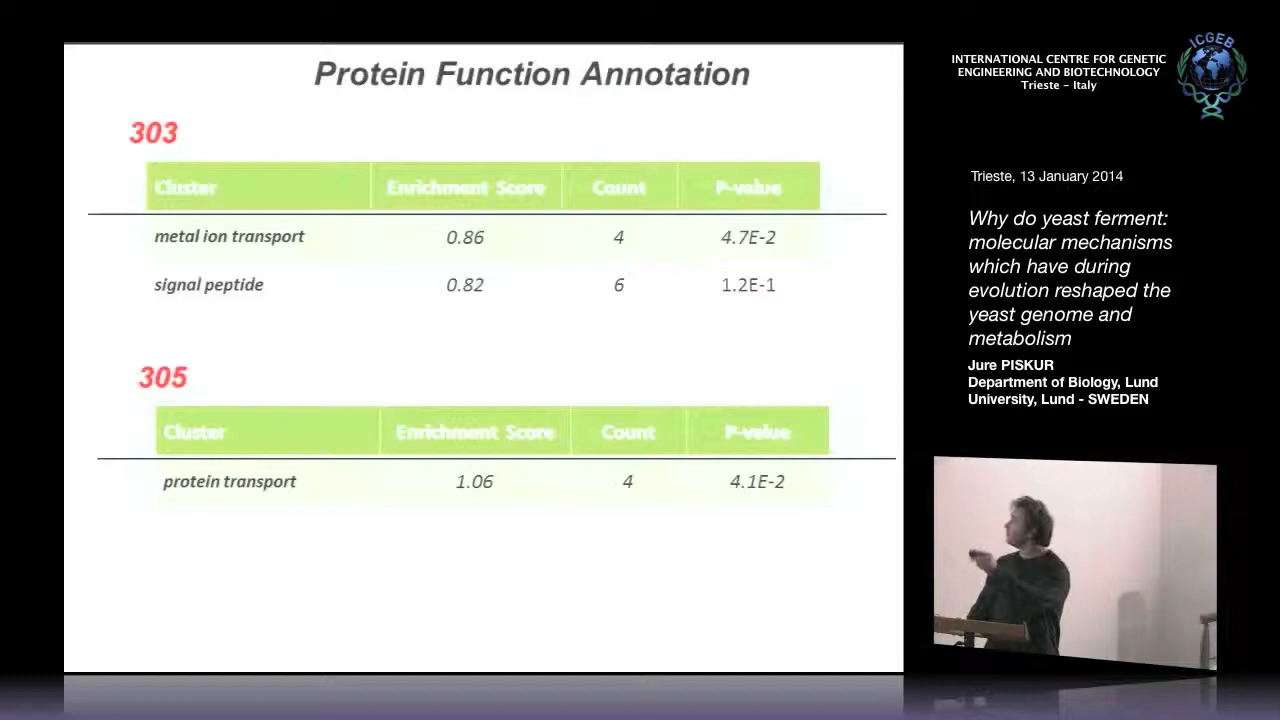 Protein Function Annotation
303
Cluster Enrichment Score Count P-value
metal ion transport 0.86 4 4.7E-2
signal peptide 0.82 6 1.2E-1
305
Cluster Enrichment Score Count P-value
protein transport 1.06 4 4.1E-2
INTERNATIONAL CENTRE FOR GENETIC
ENGINEERING AND BIOTECHNOLOGY
Trieste - Italy
ICGEB
Trieste, 13 January 2014
Why do yeast ferment:
molecular mechanisms
which have during
evolution reshaped the
yeast genome and
metabolism
Jure PISKUR
Department of Biology, Lund
University, Lund - SWEDEN